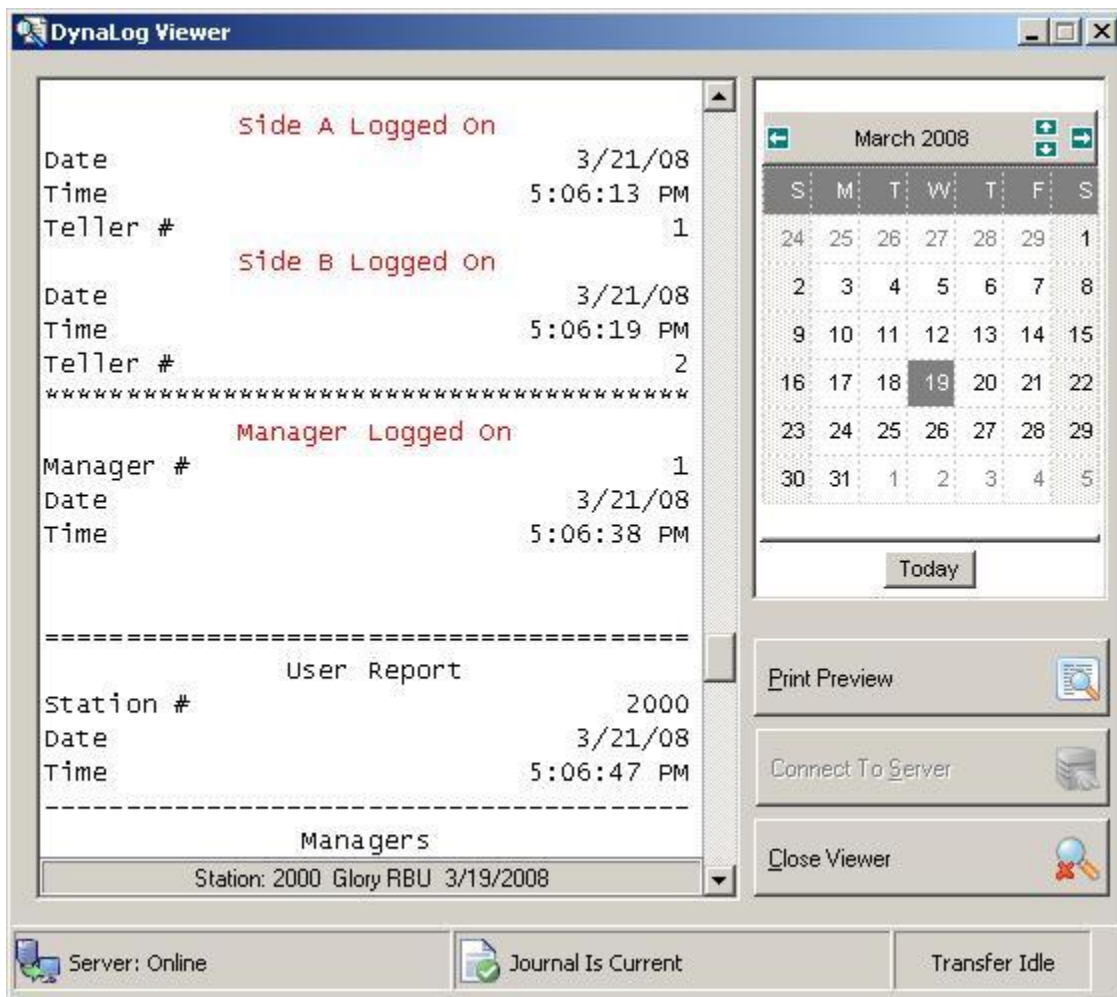 DynaLog Viewer
Side A Logged On
Date 3/21/08
Time 5:06:13 PM
Teller # 1
Side B Logged On
Date 3/21/08
Time 5:06:19 PM
Teller # 2
****************************************
Manager Logged On
Manager # 1
Date 3/21/08
Time 5:06:38 PM
========================================
User Report
Station # 2000
Date 3/21/08
Time 5:06:47 PM
----------------------------------------
Managers
Station: 2000 Glory RBU 3/19/2008
March 2008
S M T W T F S
24 25 26 27 28 29 1
2 3 4 5 6 7 8
9 10 11 12 13 14 15
16 17 18 19 20 21 22
23 24 25 26 27 28 29
30 31 1 2 3 4 5
Today
Print Preview
Connect To Server
Close Viewer
Server: Online
Journal Is Current
Transfer Idle